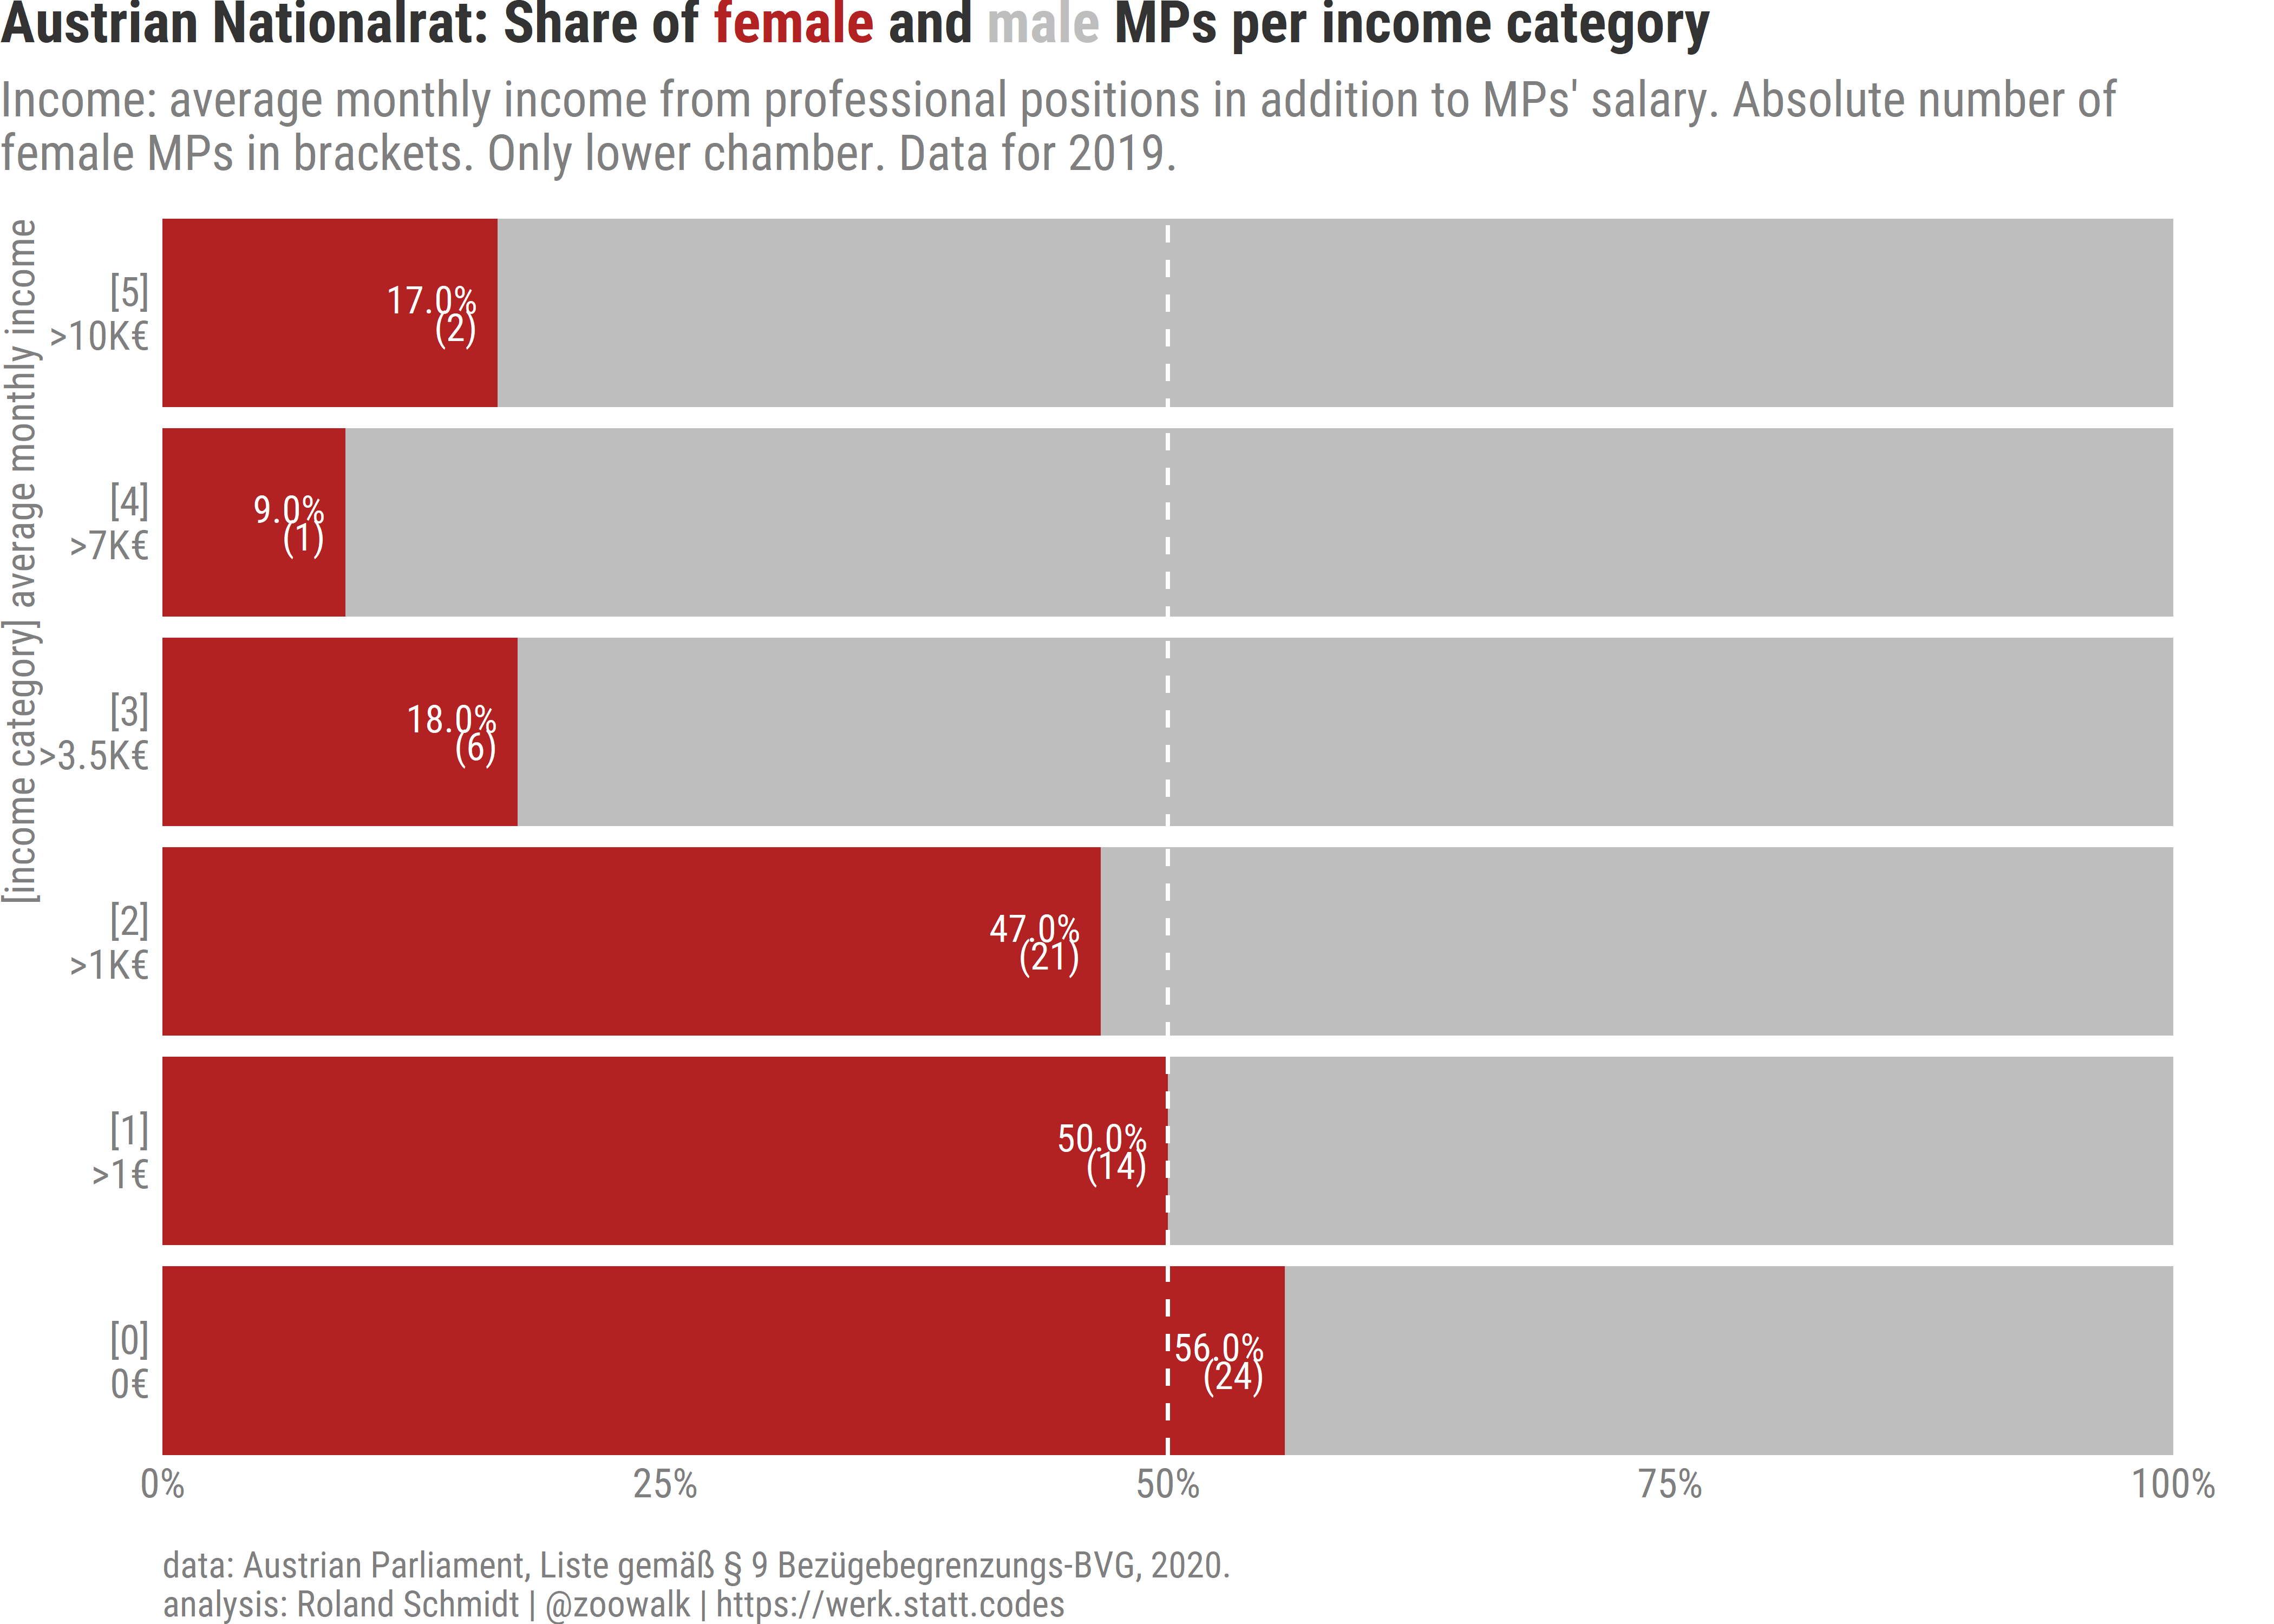 Austrian Nationalrat: Share of female and male MPs per income category
Income: average monthly income from professional positions in addition to MPs' salary. Absolute number of
female MPs in brackets. Only lower chamber. Data for 2019.
[income category] average monthly income
[5]
>10K€
17.0%
(2)
[4]
>7K€
9.0%
(1)
[3]
>3.5K€
18.0%
(6)
[2]
>1K€
47.0%
(21)
[1]
>1€
50.0%
(14)
[0]
0€
56.0%
(24)
0% 25% 50% 75% 100%
data: Austrian Parliament, Liste gemäß § 9 Bezügebegrenzungs-BVG, 2020.
analysis: Roland Schmidt | @zoowalk | https://werk.statt.codes